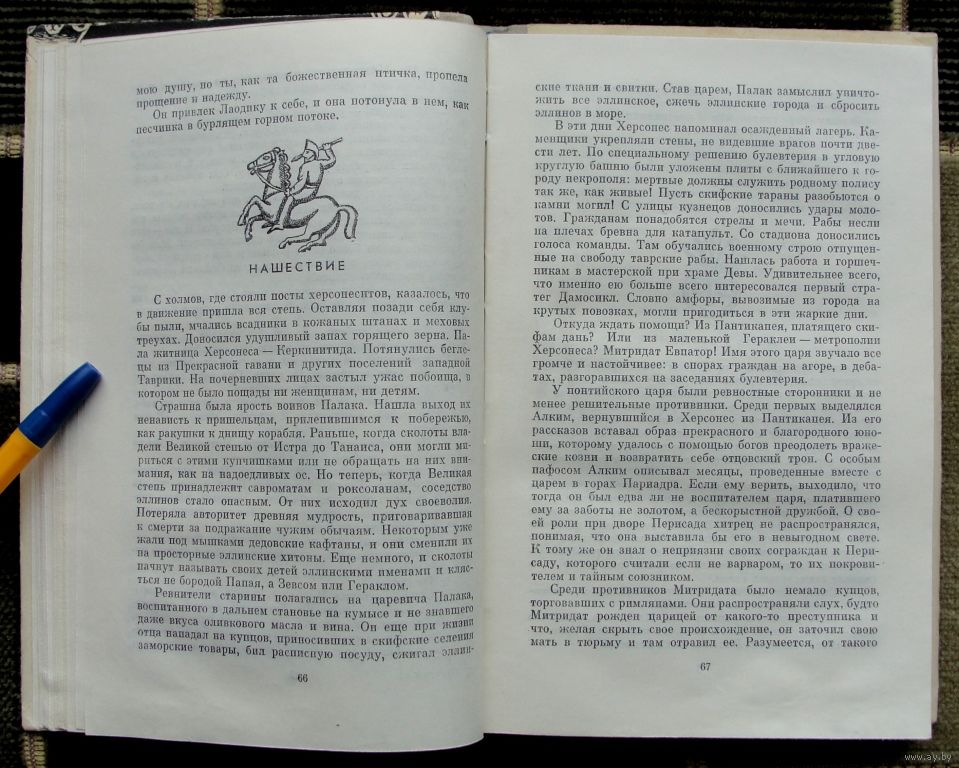 мою душу, но ты, как та божественная птичка, пропела
прощение и надежду.
Он привлек Лаодику к себе, и она потонула в нем, как
песчинка в бурлящем горном потоке.
НАШЕСТВИЕ
С холмов, где стояли посты херсонеситов, казалось, что
в движение пришла вся степь. Оставляя позади себя клу-
бы пыли, мчались всадники в кожаных штанах и меховых
треухах. Доносился удушливый запах горящего зерна. Па-
ла житница Херсонеса — Керкинитида. Потянулись бегле-
цы из Прекрасной гавани и других поселений западной
Таврики. На почерневших лицах застыл ужас побоища, в
котором не было пощады ни женщинам, ни детям.
Страшна была ярость воинов Палака. Нашла выход их
ненависть к пришельцам, прилепившимся к побережью,
как ракушки к днищу корабля. Раньше, когда сколоты вла-
дели Великой степью от Истра до Танаиса, они могли ми-
риться с этими купчишками или не обращать на них вни-
мания, как на надоедливых ос. Но теперь, когда Великая
степь принадлежит савроматам и роксоланам, соседство
эллинов стало опасным. От них исходил дух своеволия.
Потеряла авторитет древняя мудрость, приговаривавшая
к смерти за подражание чужим обычаям. Некоторым уже
жали под мышками дедовские кафтаны, и они сменили их
на просторные эллинские хитоны. Еще немного, и сколоты
начнут называть своих детей эллинскими именами и кляс-
ться не бородой Папая, а Зевсом или Гераклом.
Ревнители старины полагались на царевича Палака,
воспитанного в дальнем становье на кумысе и не знавшего
даже вкуса оливкового масла и вина. Он еще при жизни
отца нападал на купцов, приносивших в скифские селения
заморские товары, бил расписную посуду, сжигал эллин-
66
ские ткани и свитки. Став царем, Палак замыслил уничто-
жить все эллинское, сжечь эллинские города и сбросить
эллинов в море.
В эти дни Херсонес напоминал осажденный лагерь. Ка-
менщики укрепляли стены, не видевшие врагов почти две-
сти лет. По специальному решению булевтерия в угловую
круглую башню были уложены плиты с ближайшего к го-
роду некрополя: мертвые должны служить родному полису
так же, как живые! Пусть скифские тараны разобьются о
камни могил! С улицы кузнецов доносились удары моло-
тов. Гражданам понадобятся стрелы и мечи. Рабы несли
на плечах бревна для катапульт. Со стадиона доносились
голоса команды. Там обучались военному строю отпущен-
ные на свободу таврские рабы. Нашлась работа и горшеч-
никам в мастерской при храме Девы. Удивительнее всего,
что именно ею больше всего интересовался первый стра-
тег Дамосикл. Словно амфоры, вывозимые из города на
крутых повозках, могли пригодиться в эти жаркие дни.
Откуда ждать помощи? Из Пантикапея, платящего ски-
фам дань? Или из маленькой Гераклеи — метрополии
Херсонеса? Митридат Евпатор! Имя этого царя звучало все
громче и настойчивее: в спорах граждан на агоре, в деба-
тах, разгоравшихся на заседаниях булевтерия.
У понтийского царя были ревностные сторонники и не
менее решительные противники. Среди первых выделялся
Алким, вернувшийся в Херсонес из Пантикапея. Из его
рассказов вставал образ прекрасного и благородного юно-
ши, которому удалось с помощью богов преодолеть враже-
ские козни и возвратить себе отцовский трон. С особым
пафосом Алким описывал месяцы, проведенные вместе с
царем в горах Париадра. Если ему верить, выходило, что
тогда он был едва ли не воспитателем царя, платившего
ему за заботы не золотом, а бескорыстной дружбой. О сво-
ей роли при дворе Перисада хитрец не распространялся,
понимая, что она выставила бы его в невыгодном свете.
К тому же он знал о неприязни своих сограждан к Пери-
саду, которого считали если не варваром, то их покрови-
телем и тайным союзником.
Среди противников Митридата было немало купцов,
торговавших с римлянами. Они распространяли слух, будто
Митридат рожден царицей от какого-то преступника и
что, желая скрыть свое происхождение, он заточил свою
мать в тюрьму и там отравил ее. Разумеется, от такого
67
www.ay.by